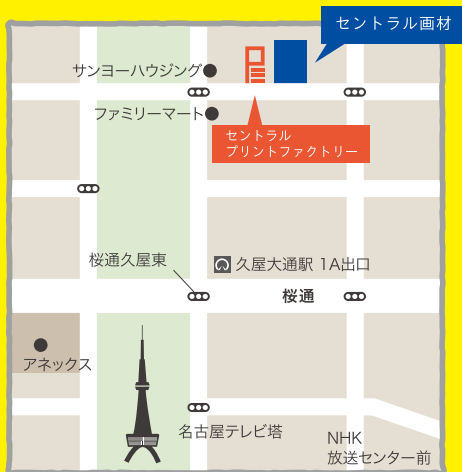 セントラル画材
サンヨーハウジング
ファミリーマート
セントラル
プリントファクトリー
桜通久屋東
久屋大通駅 1A出口
桜通
アネックス
名古屋テレビ塔
NHK
放送センター前